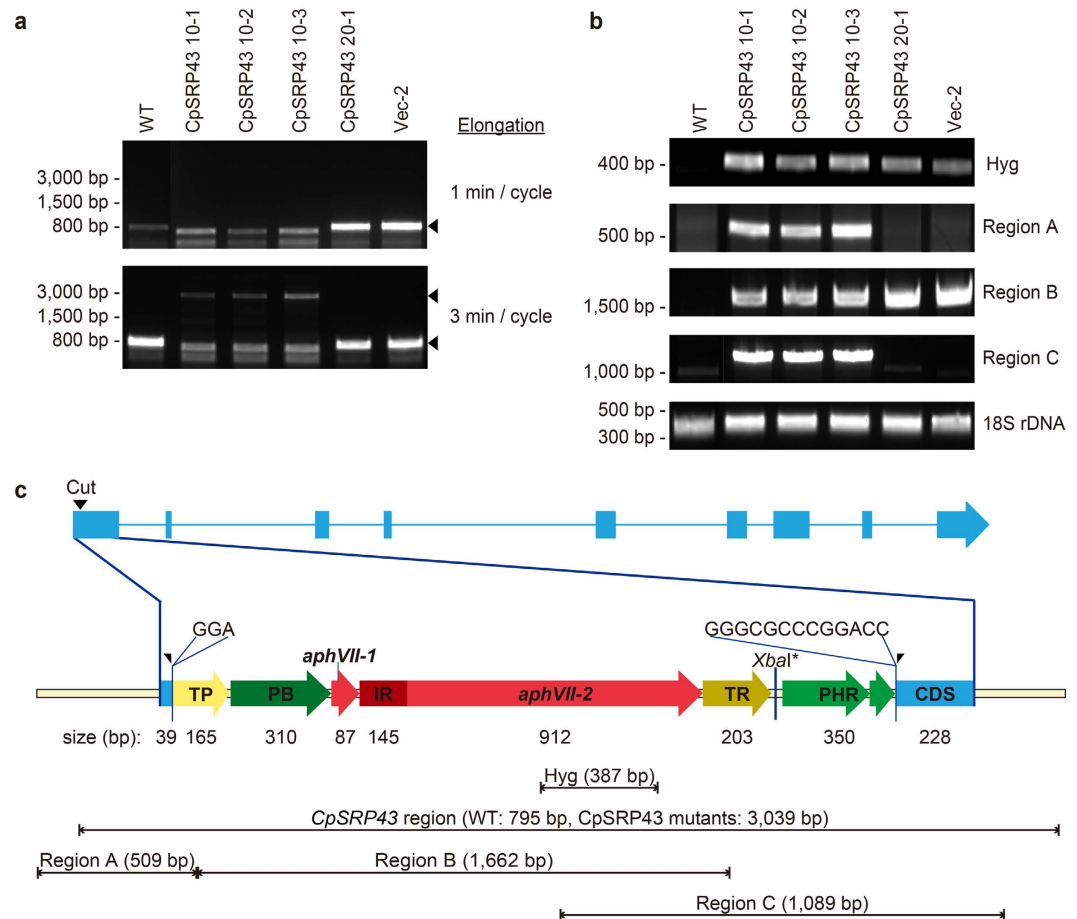 a
WT
CpSRP43 10-1
CpSRP43 10-2
CpSRP43 10-3
CpSRP43 20-1
Vec-2
Elongation
3,000 bp -
1,500 bp -
800 bp -
1 min / cycle
3,000 bp -
1,500 bp -
800 bp -
3 min / cycle
b
WT
CpSRP43 10-1
CpSRP43 10-2
CpSRP43 10-3
CpSRP43 20-1
Vec-2
400 bp -
Hyg
500 bp -
Region A
1,500 bp -
Region B
1,000 bp -
Region C
500 bp -
300 bp -
18S rDNA
c
Cut
GGA
GGGCGCCCGGACC
aphVII-1
XbaI*
TP PB IR aphVII-2 TR PHR CDS
size (bp): 39 165 310 87 145 912 203 350 228
Hyg (387 bp)
CpSRP43 region (WT: 795 bp, CpSRP43 mutants: 3,039 bp)
Region A (509 bp) Region B (1,662 bp)
Region C (1,089 bp)